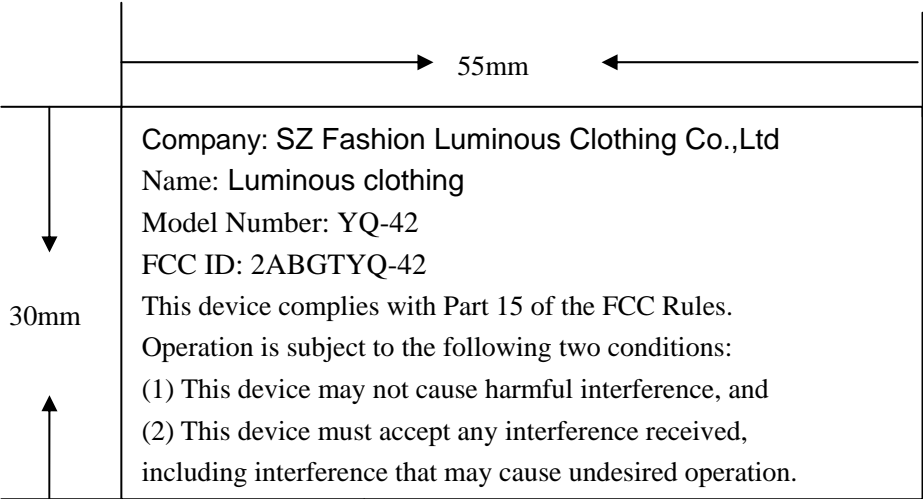 55mm
Company: SZ Fashion Luminous Clothing Co.,Ltd
Name: Luminous clothing
Model Number: YQ-42
FCC ID: 2ABGTYQ-42
30mm
This device complies with Part 15 of the FCC Rules.
Operation is subject to the following two conditions:
(1) This device may not cause harmful interference, and
(2) This device must accept any interference received,
including interference that may cause undesired operation.